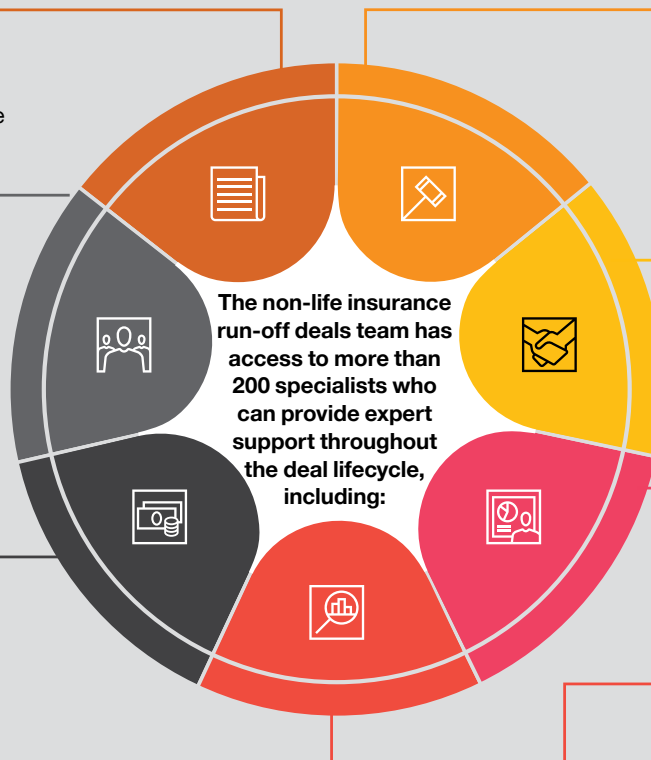 e
The non-life insurance
run-off deals team has
access to more than
200 specialists who
can provide expert
support throughout
the deal lifecycle,
including: